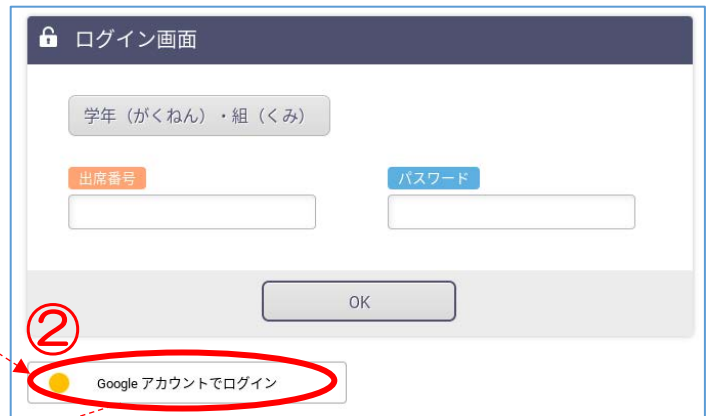 ログイン画面
学年（がくねん）・組（くみ）
出席番号 パスワード
OK
②
Google アカウントでログイン